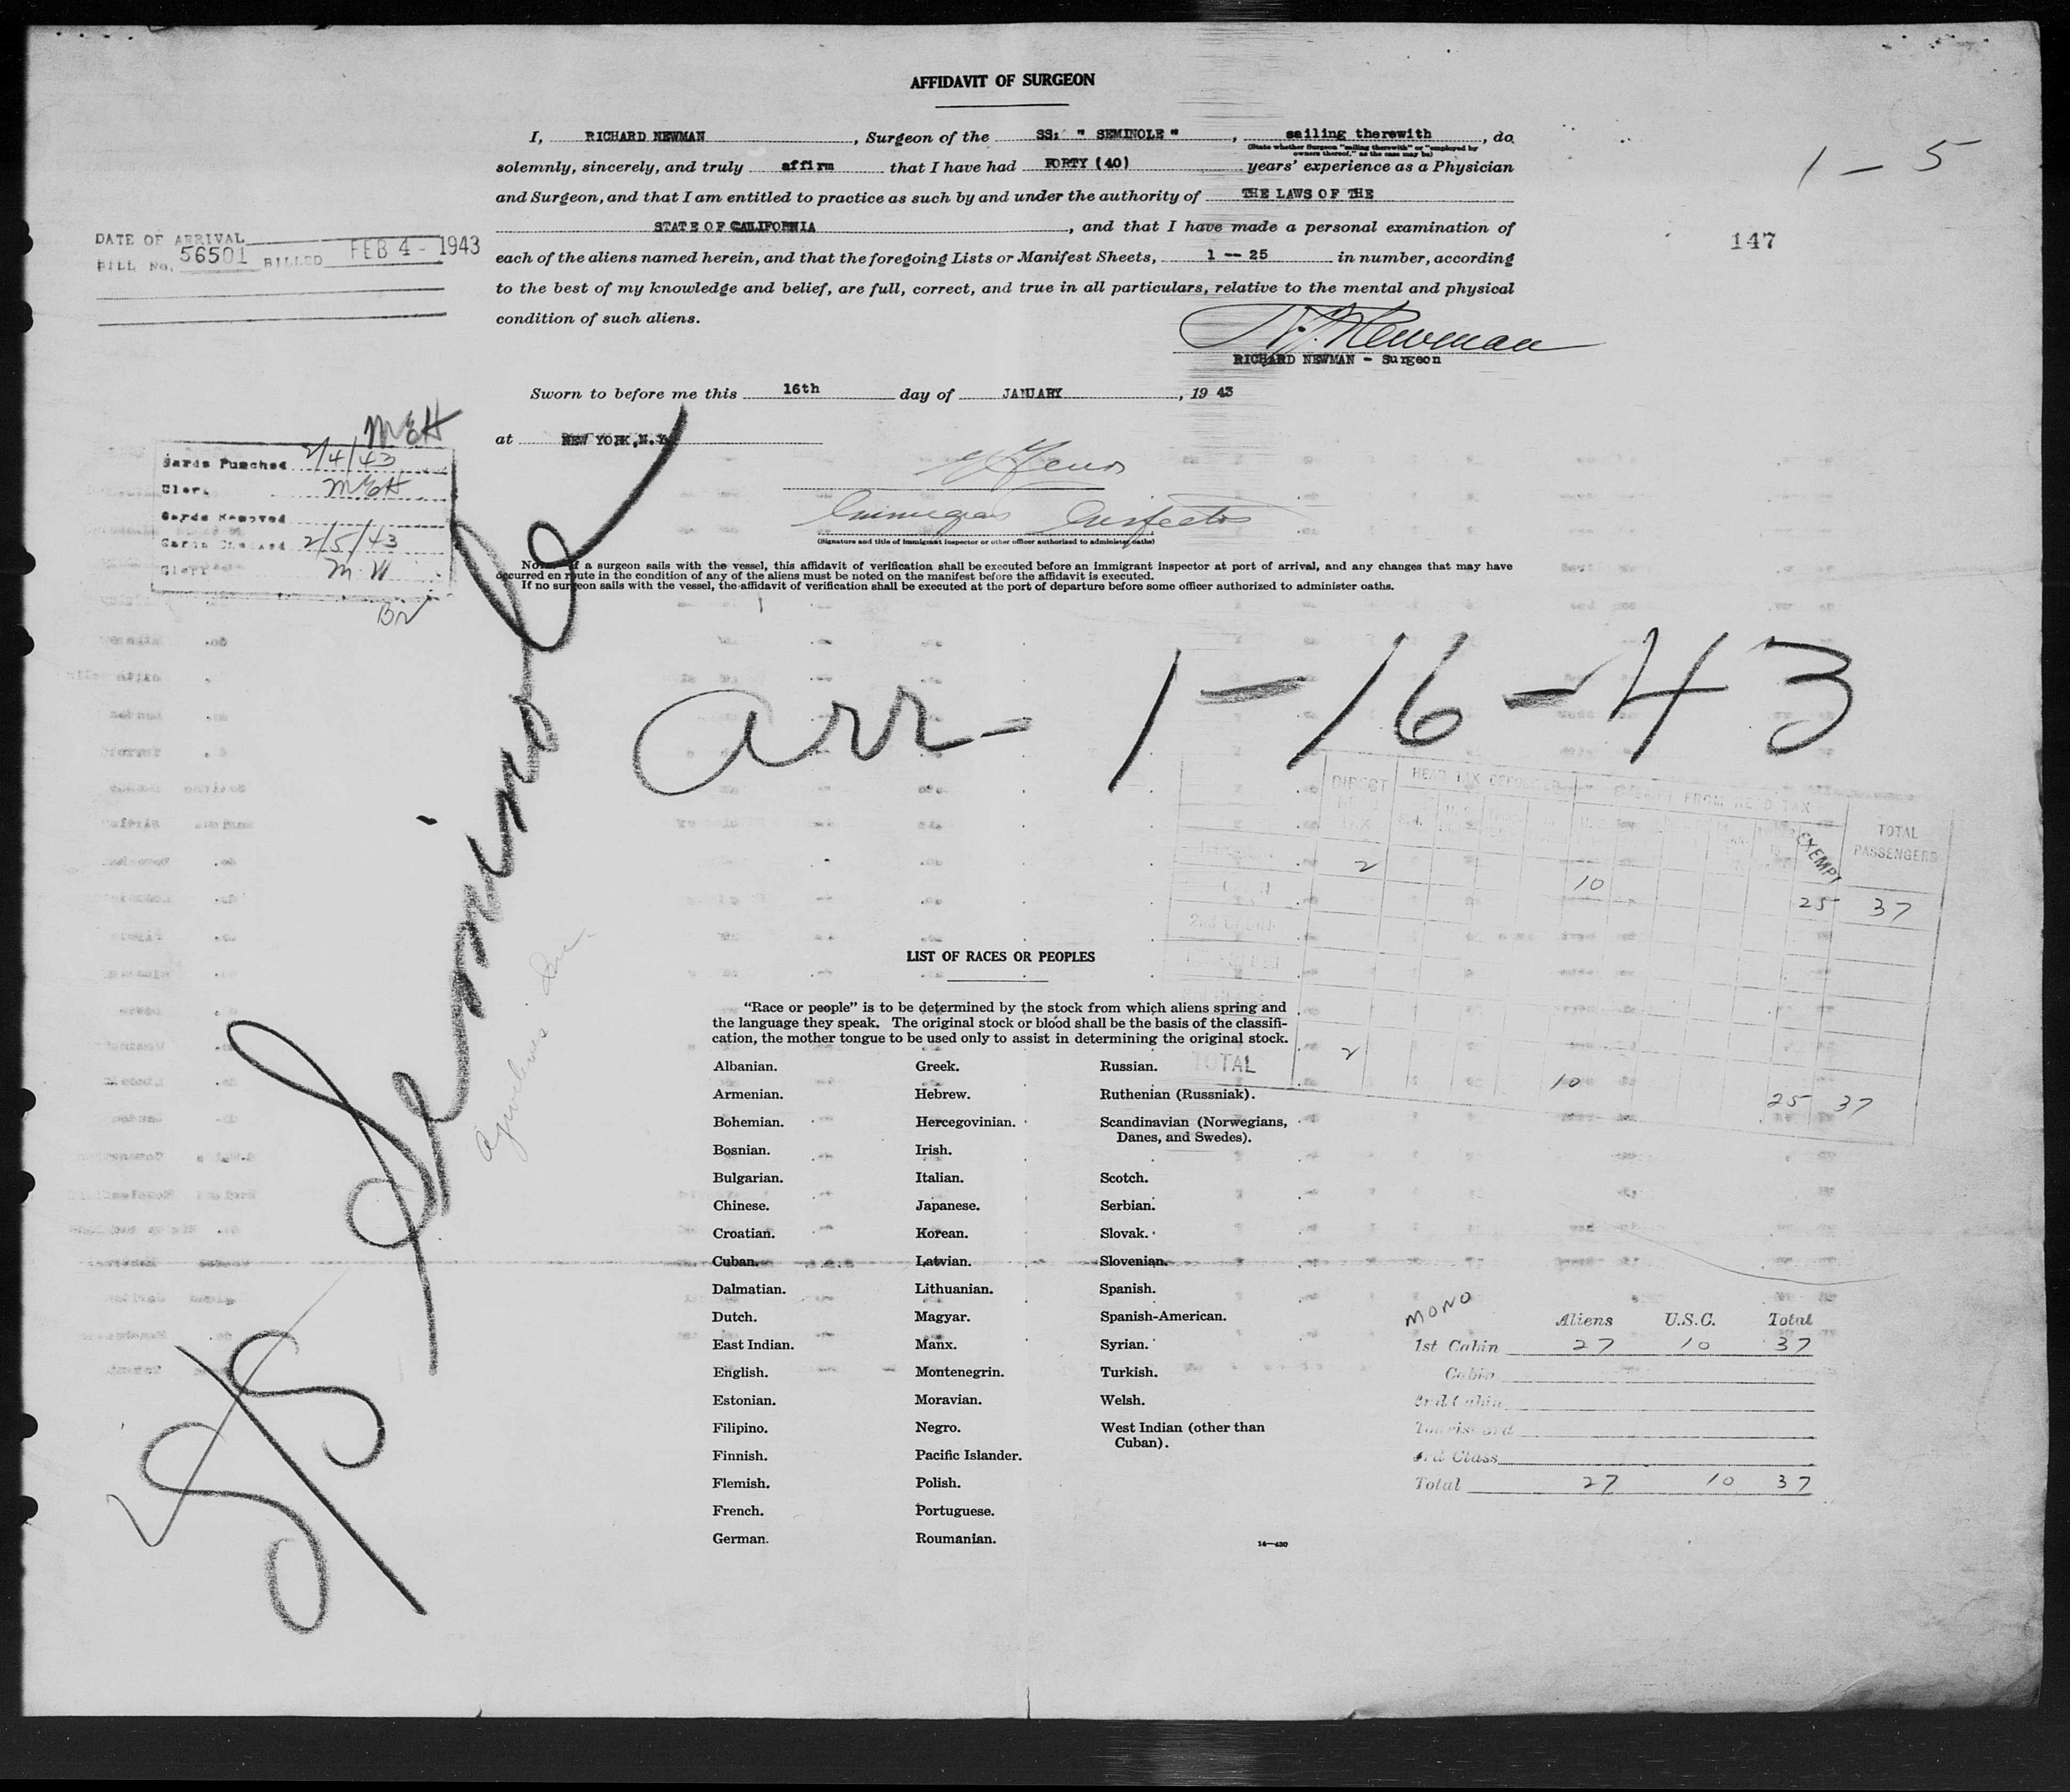 AFFIDAVIT OF SURGEON
I, RICHARD NEWMAN, Surgeon of the SS: " SEMINOLE ", sailing therewith, do
(State whether Surgeon "sailing therewith" or "employed by
owners thereof," as the case may be)
solemnly, sincerely, and truly affirm that I have had FORTY (40) years' experience as a Physician
and Surgeon, and that I am entitled to practice as such by and under the authority of THE LAWS OF THE
STATE OF CALIFORNIA, and that I have made a personal examination of
each of the aliens named herein, and that the foregoing Lists or Manifest Sheets, 1 -- 25 in number, according
to the best of my knowledge and belief, are full, correct, and true in all particulars, relative to the mental and physical
condition of such aliens.
RICHARD NEWMAN - Surgeon
1 - 5
147
DATE OF ARRIVAL
BILL No. 56501 BILLED FEB 4 - 1943
Sworn to before me this 16th day of JANUARY, 19 43
at NEW YORK, N.Y.
Immigrant Inspector
(Signature and title of immigrant inspector or other officer authorized to administer oaths)
MEH
Cards Punched 2/4/43
Clerk MEH
Cards Removed
Cards Checked 2/5/43
Clerk M.W
NOTE.—If a surgeon sails with the vessel, this affidavit of verification shall be executed before an immigrant inspector at port of arrival, and any changes that may have
occurred en route in the condition of any of the aliens must be noted on the manifest before the affidavit is executed.
If no surgeon sails with the vessel, the affidavit of verification shall be executed at the port of departure before some officer authorized to administer oaths.
S/S Seminole
arr- 1-16-43
DIRECT HEAD TAX
HEAD TAX DEPOSITED
EXEMPT FROM HEAD TAX
EXEMPT
TOTAL PASSENGERS
2 10 25 37
TOTAL 2 10 25 37
LIST OF RACES OR PEOPLES
"Race or people" is to be determined by the stock from which aliens spring and
the language they speak. The original stock or blood shall be the basis of the classifi-
cation, the mother tongue to be used only to assist in determining the original stock.
Albanian.
Armenian.
Bohemian.
Bosnian.
Bulgarian.
Chinese.
Croatian.
Cuban.
Dalmatian.
Dutch.
East Indian.
English.
Estonian.
Filipino.
Finnish.
Flemish.
French.
German.
Greek.
Hebrew.
Hercegovinian.
Irish.
Italian.
Japanese.
Korean.
Latvian.
Lithuanian.
Magyar.
Manx.
Montenegrin.
Moravian.
Negro.
Pacific Islander.
Polish.
Portuguese.
Roumanian.
Russian.
Ruthenian (Russniak).
Scandinavian (Norwegians,
Danes, and Swedes).
Scotch.
Serbian.
Slovak.
Slovenian.
Spanish.
Spanish-American.
Syrian.
Turkish.
Welsh.
West Indian (other than
Cuban).
14—430
MONO
Aliens U.S.C. Total
1st Cabin 27 10 37
Cabin
2nd Cabin
Tourist 3rd
3rd Class
Total 27 10 37